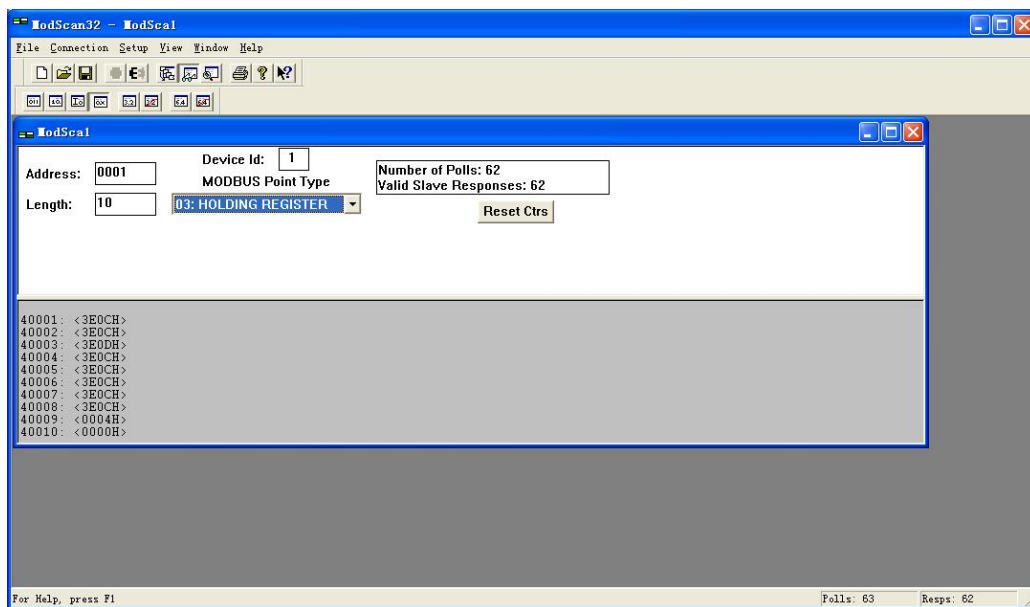 ModScan32 - ModSca1
File Connection Setup View Window Help
ModSca1
Address: 0001
Device Id: 1
MODBUS Point Type
Length: 10
03: HOLDING REGISTER
Number of Polls: 62
Valid Slave Responses: 62
Reset Ctrs
40001: <3E0CH>
40002: <3E0CH>
40003: <3E0DH>
40004: <3E0CH>
40005: <3E0CH>
40006: <3E0CH>
40007: <3E0CH>
40008: <3E0CH>
40009: <0004H>
40010: <0000H>
For Help, press F1
Polls: 63
Resps: 62